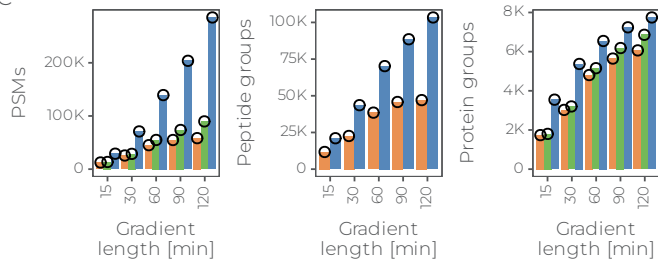 PSMs
200K
100K
0
15
30
60
90
120
Gradient
length [min]
Peptide groups
100K
75K
50K
25K
0
15
30
60
90
120
Gradient
length [min]
Protein groups
8K
6K
4K
2K
0
15
30
60
90
120
Gradient
length [min]